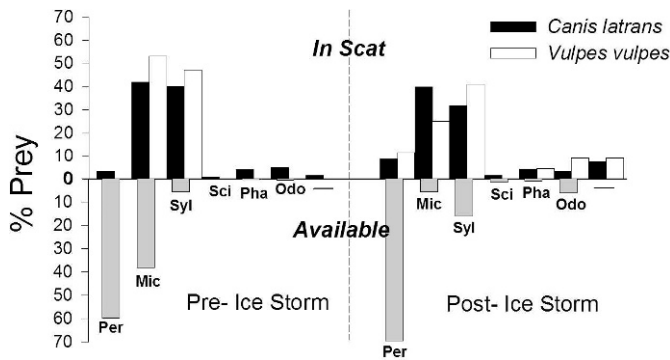 % Prey
70
60
50
40
30
20
10
0
10
20
30
40
50
60
70
In Scat
Available
Canis latrans
Vulpes vulpes
Per
Mic
Syl
Sci
Pha
Odo
Pre- Ice Storm
Per
Mic
Syl
Sci
Pha
Odo
Post- Ice Storm